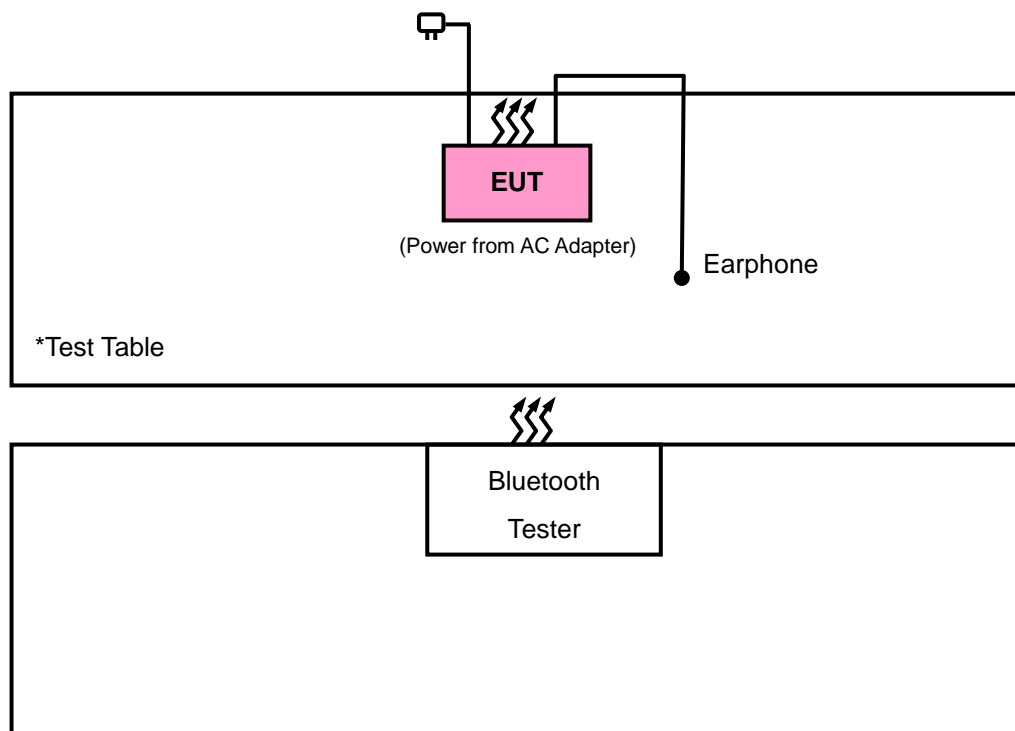 EUT
(Power from AC Adapter)
Earphone
*Test Table
Bluetooth
Tester